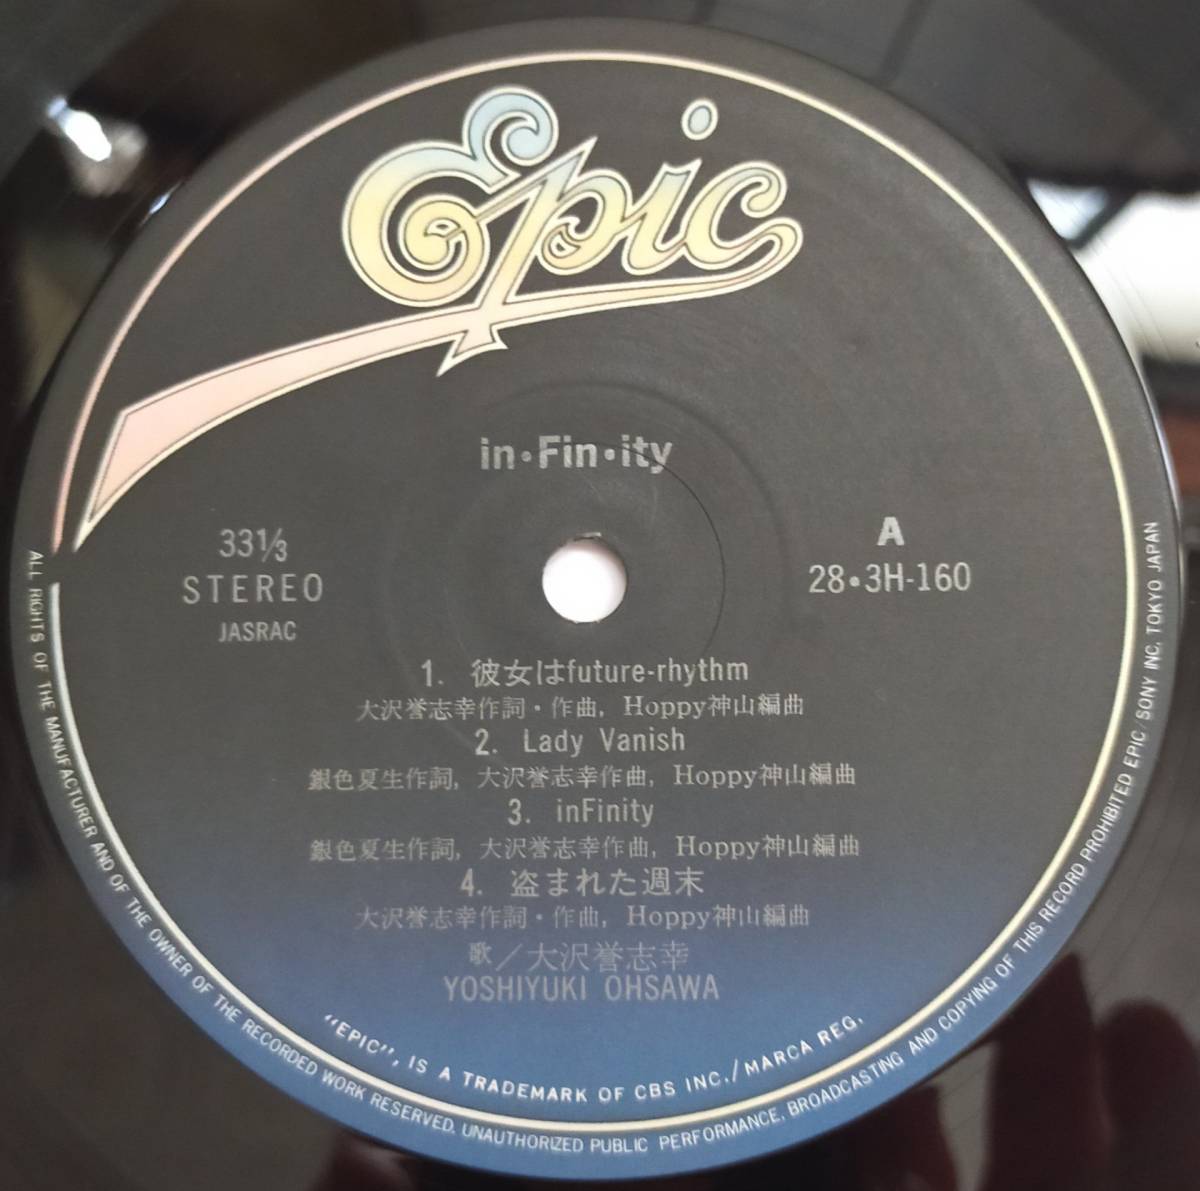 Epic
in•Fin•ity
33⅓
STEREO
JASRAC
A
28•3H-160
1. 彼女はfuture-rhythm
大沢誉志幸作詞・作曲, Hoppy神山編曲
2. Lady Vanish
銀色夏生作詞, 大沢誉志幸作曲, Hoppy神山編曲
3. inFinity
銀色夏生作詞, 大沢誉志幸作曲, Hoppy神山編曲
4. 盗まれた週末
大沢誉志幸作詞・作曲, Hoppy神山編曲
歌／大沢誉志幸
YOSHIYUKI OHSAWA
"EPIC", IS A TRADEMARK OF CBS INC./MARCA REG.
ALL RIGHTS OF THE MANUFACTURER AND OF THE OWNER OF THE RECORDED WORK RESERVED. UNAUTHORIZED PUBLIC PERFORMANCE, BROADCASTING AND COPYING OF THIS RECORD PROHIBITED EPIC/SONY INC. TOKYO JAPAN